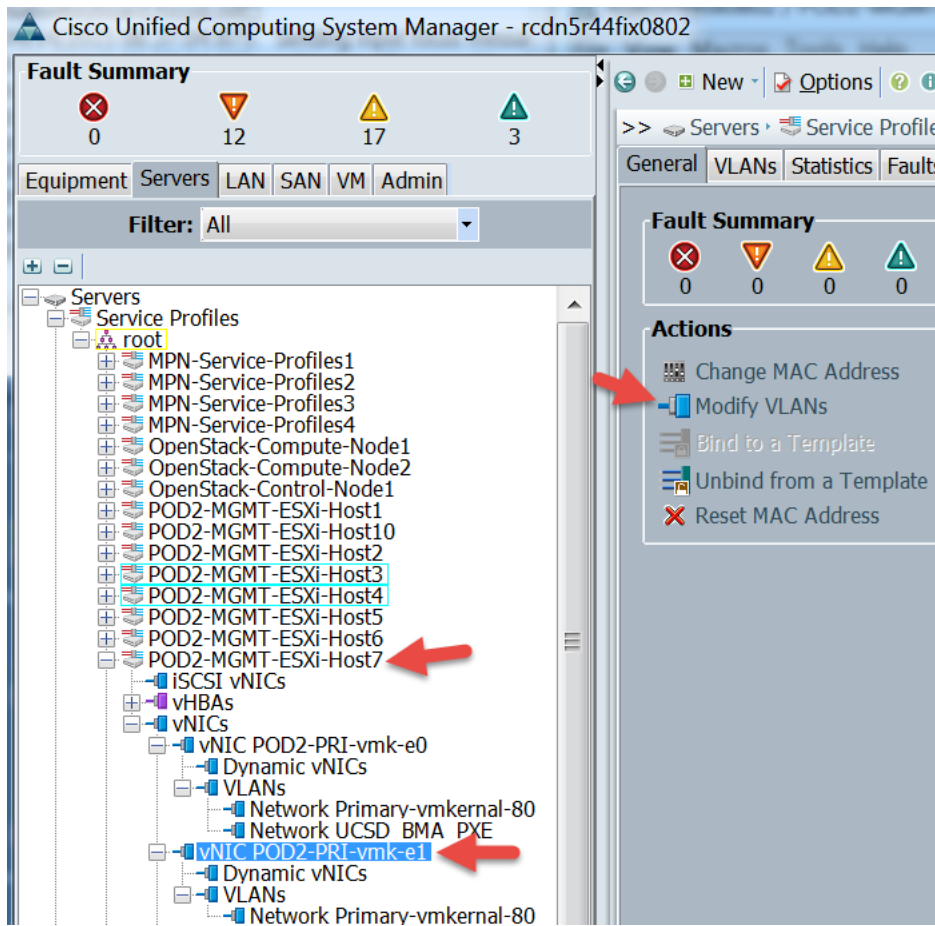 Cisco Unified Computing System Manager - rcdn5r44fix0802
Fault Summary
0 12 17 3
Equipment Servers LAN SAN VM Admin
Filter: All
Servers
Service Profiles
root
MPN-Service-Profiles1
MPN-Service-Profiles2
MPN-Service-Profiles3
MPN-Service-Profiles4
OpenStack-Compute-Node1
OpenStack-Compute-Node2
OpenStack-Control-Node1
POD2-MGMT-ESXi-Host1
POD2-MGMT-ESXi-Host10
POD2-MGMT-ESXi-Host2
POD2-MGMT-ESXi-Host3
POD2-MGMT-ESXi-Host4
POD2-MGMT-ESXi-Host5
POD2-MGMT-ESXi-Host6
POD2-MGMT-ESXi-Host7
iSCSI vNICs
vHBAs
vNICs
vNIC POD2-PRI-vmk-e0
Dynamic vNICs
VLANs
Network Primary-vmkernal-80
Network UCSD_BMA_PXE
vNIC POD2-PRI-vmk-e1
Dynamic vNICs
VLANs
Network Primary-vmkernal-80
New Options
>> Servers Service Profile
General VLANs Statistics Faults
Fault Summary
0 0 0 0
Actions
Change MAC Address
Modify VLANs
Bind to a Template
Unbind from a Template
Reset MAC Address